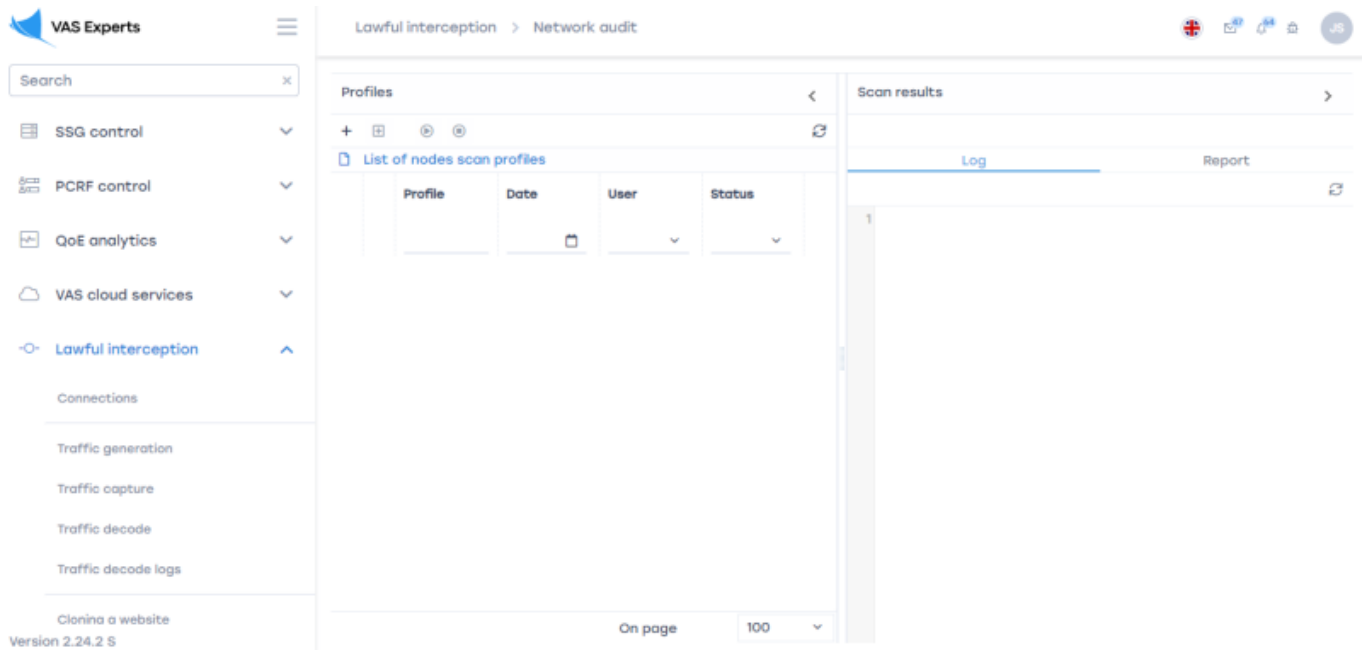 VAS Experts
Lawful interception > Network audit
67
64
JS
Search
SSG control
PCRF control
QoE analytics
VAS cloud services
Lawful interception
Connections
Traffic generation
Traffic capture
Traffic decode
Traffic decode logs
Cloning a website
Version 2.24.2 S
Profiles
List of nodes scan profiles
Profile Date User Status
On page 100
Scan results
Log Report
1